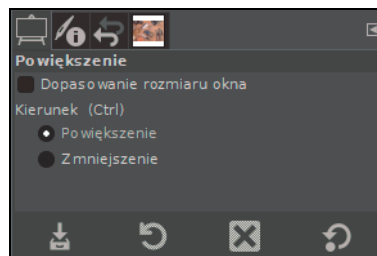 Powiększenie
Dopasowanie rozmiaru okna
Kierunek (Ctrl)
Powiększenie
Zmniejszenie